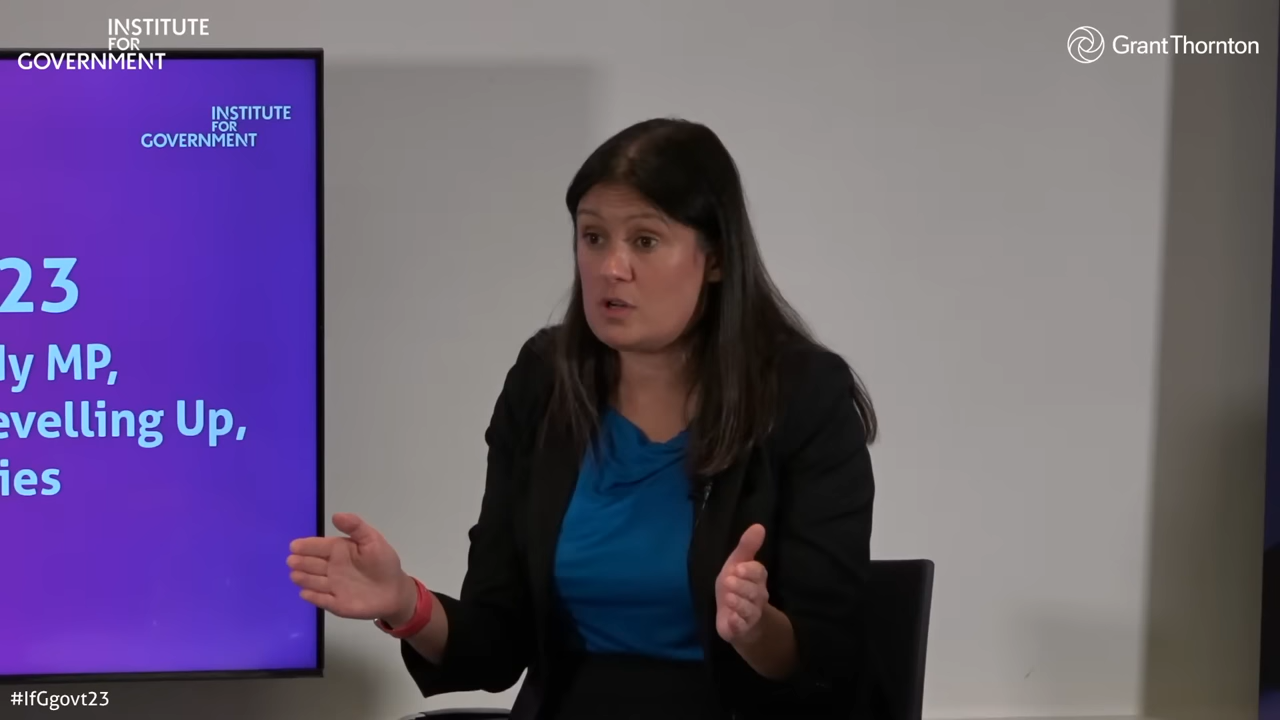 INSTITUTE
FOR
GOVERNMENT
Grant Thornton
INSTITUTE
FOR
GOVERNMENT
23
dy MP,
evelling Up,
ies
#IfGgovt23